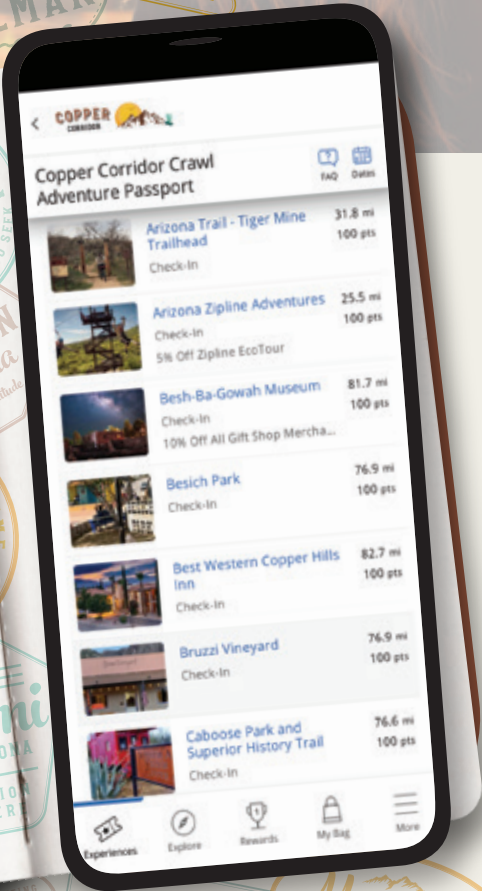 COPPER
CORRIDOR
Copper Corridor Crawl
Adventure Passport
FAQ
Dates
Arizona Trail - Tiger Mine
Trailhead
Check-In
31.8 mi
100 pts
Arizona Zipline Adventures
Check-In
5% Off Zipline EcoTour
25.5 mi
100 pts
Besh-Ba-Gowah Museum
Check-In
10% Off All Gift Shop Mercha...
81.7 mi
100 pts
Besich Park
Check-In
76.9 mi
100 pts
Best Western Copper Hills
Inn
Check-In
82.7 mi
100 pts
Bruzzi Vineyard
Check-In
76.9 mi
100 pts
Caboose Park and
Superior History Trail
Check-In
76.6 mi
100 pts
Experiences
Explore
Rewards
My Bag
More